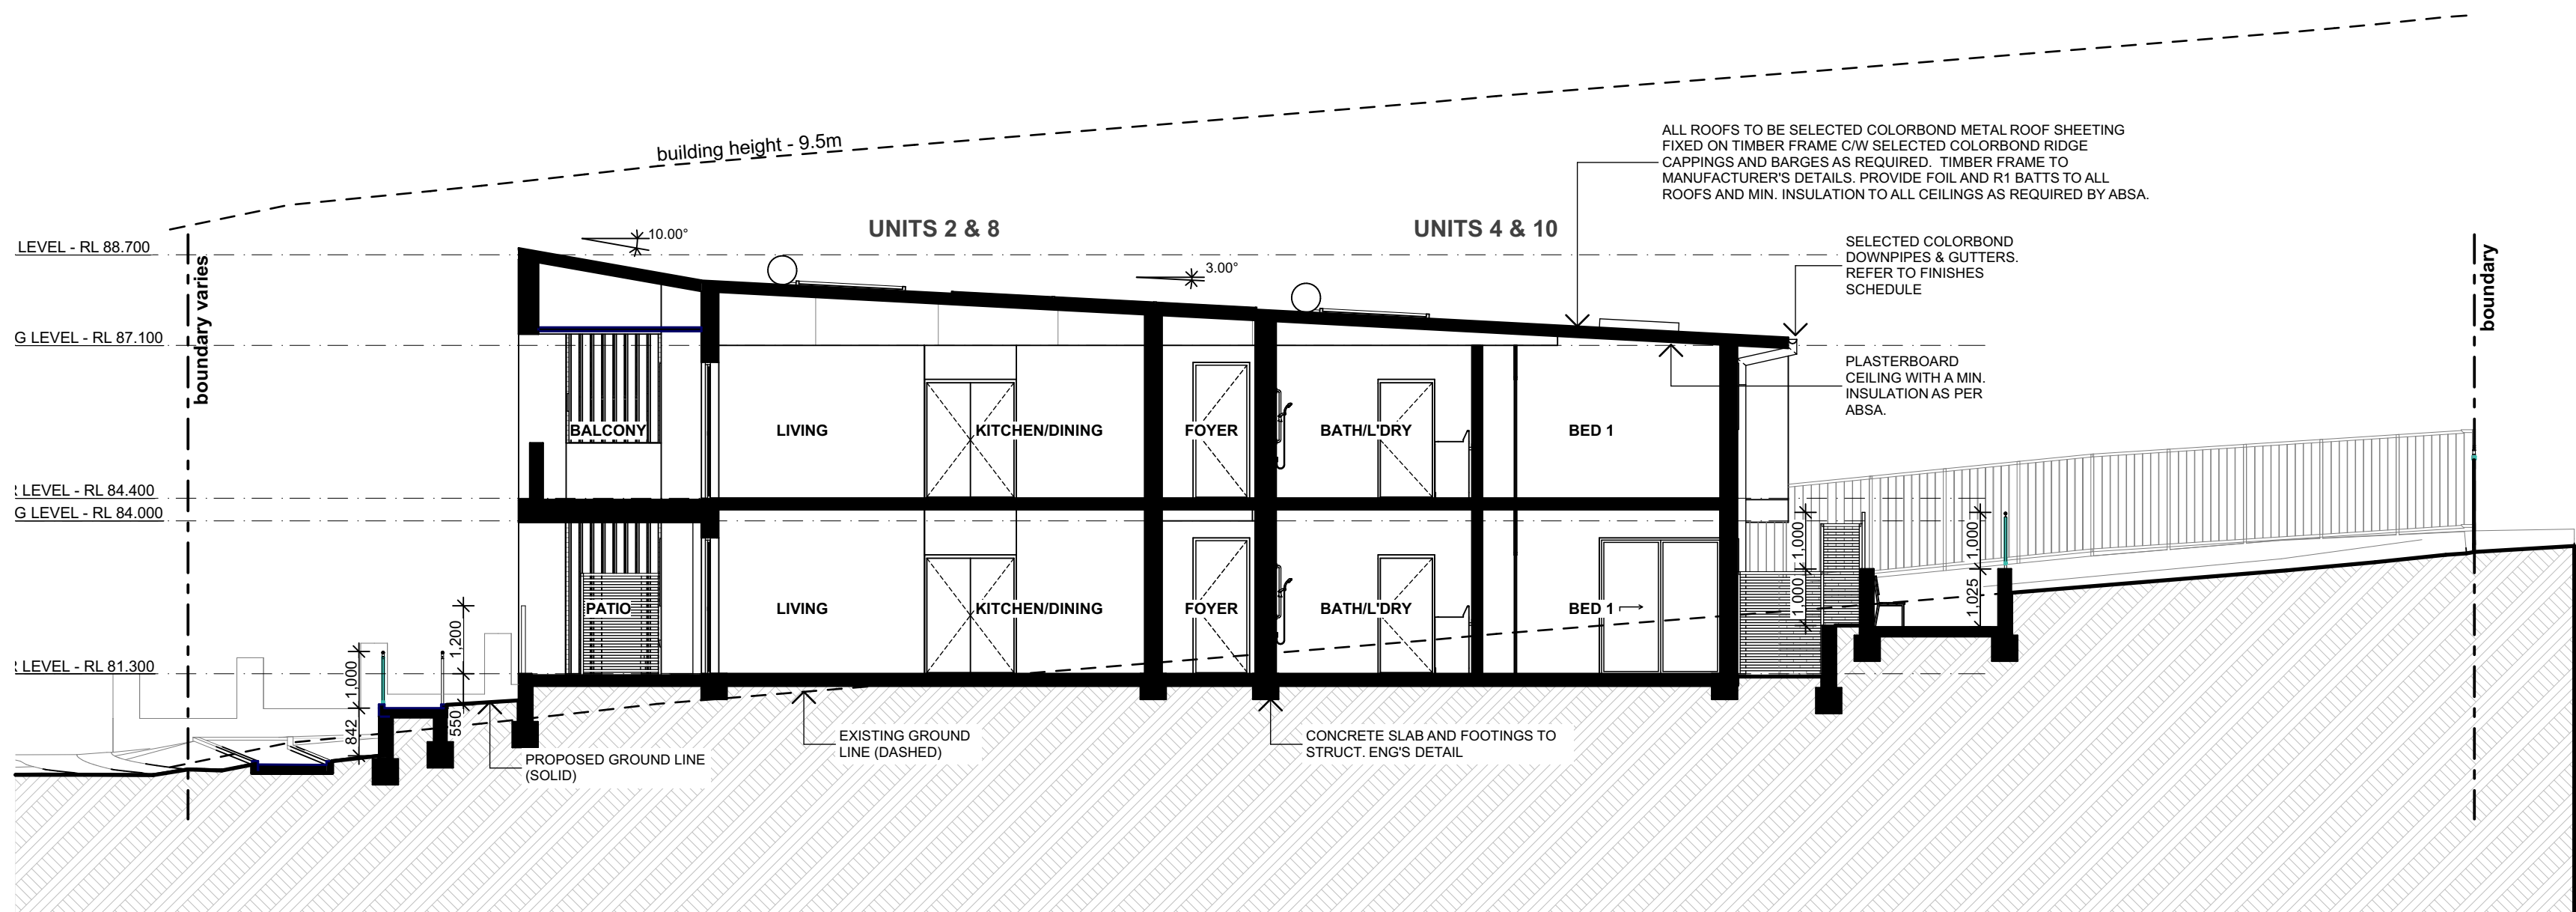 building height - 9.5m
ALL ROOFS TO BE SELECTED COLORBOND METAL ROOF SHEETING
FIXED ON TIMBER FRAME C/W SELECTED COLORBOND RIDGE
CAPPINGS AND BARGES AS REQUIRED. TIMBER FRAME TO
MANUFACTURER'S DETAILS. PROVIDE FOIL AND R1 BATTS TO ALL
ROOFS AND MIN. INSULATION TO ALL CEILINGS AS REQUIRED BY ABSA.
UNITS 2 & 8
UNITS 4 & 10
LEVEL - RL 88.700
10.00°
3.00°
SELECTED COLORBOND
DOWNPIPES & GUTTERS.
REFER TO FINISHES
SCHEDULE
boundary varies
boundary
G LEVEL - RL 87.100
PLASTERBOARD
CEILING WITH A MIN.
INSULATION AS PER
ABSA.
BALCONY
LIVING
KITCHEN/DINING
FOYER
BATH/L'DRY
BED 1
LEVEL - RL 84.400
G LEVEL - RL 84.000
1,000
1,000
1,000
1,025
PATIO
LIVING
KITCHEN/DINING
FOYER
BATH/L'DRY
BED 1
LEVEL - RL 81.300
1,200
1,000
550
842
PROPOSED GROUND LINE
(SOLID)
EXISTING GROUND
LINE (DASHED)
CONCRETE SLAB AND FOOTINGS TO
STRUCT. ENG'S DETAIL